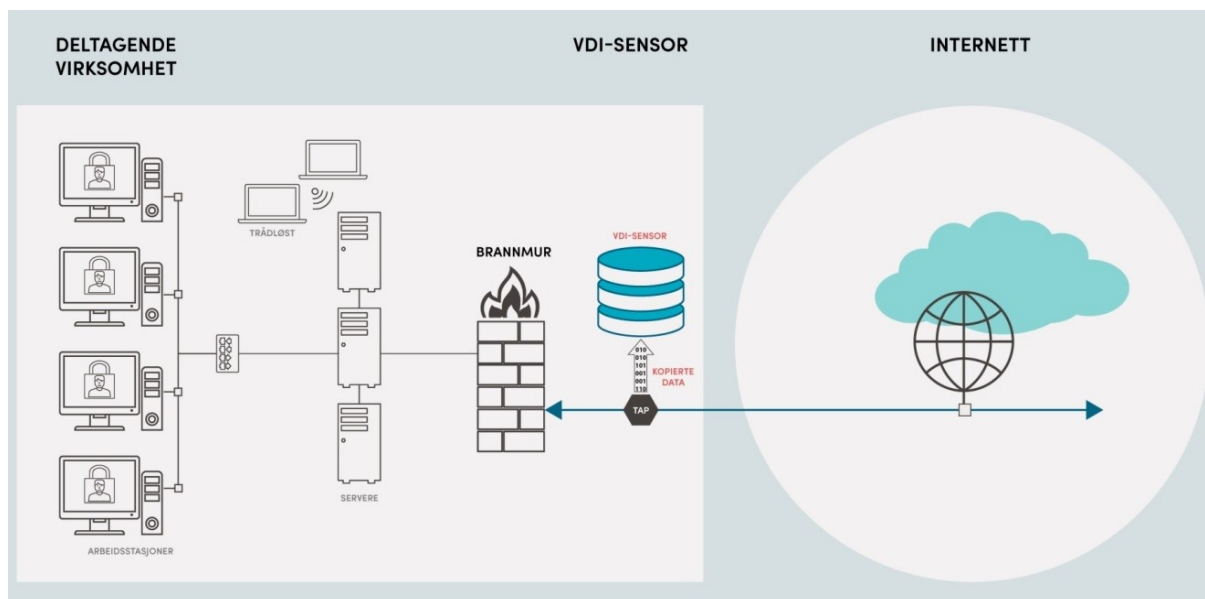 DELTAGENDE
VIRKSOMHET
VDI-SENSOR
INTERNETT
TRÅDLØST
BRANNMUR
VDI-SENSOR
010
010
101
001
001
110
KOPIERTE
DATA
TAP
SERVERE
ARBEIDSSTASJONER